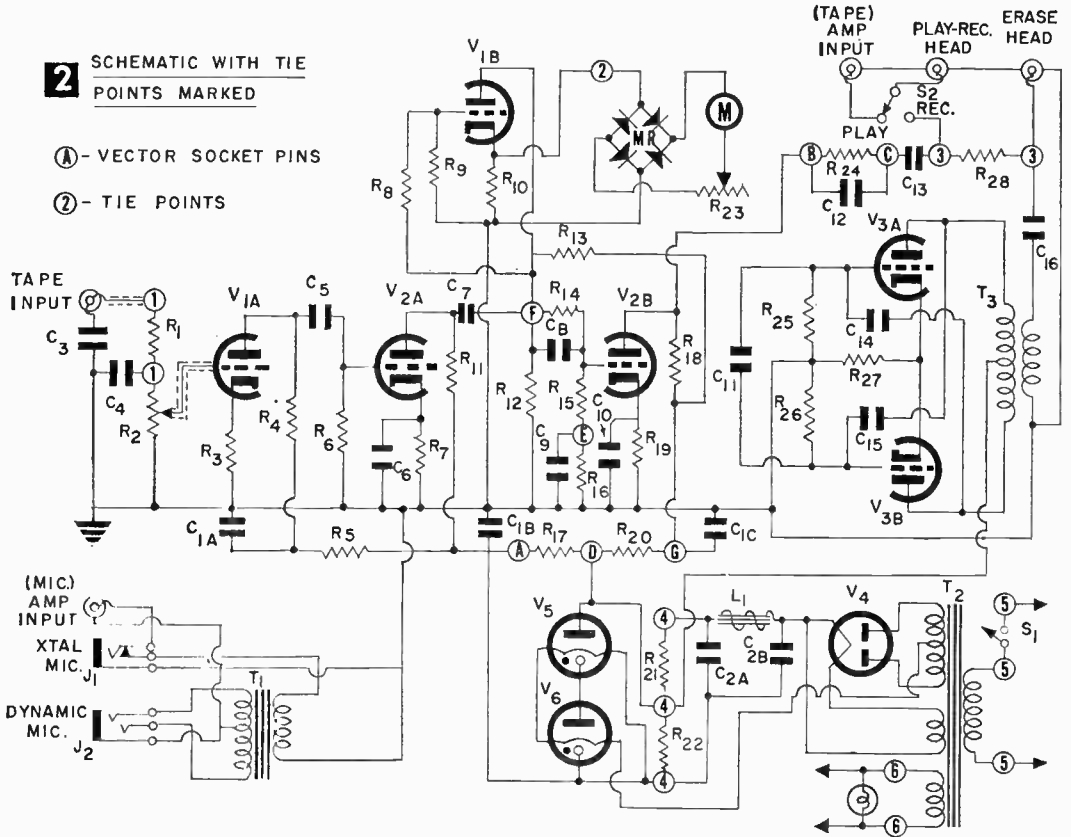 2 SCHEMATIC WITH TIE
POINTS MARKED
A - VECTOR SOCKET PINS
2 - TIE POINTS
V1B
2
M R
M
R8
R9
R10
R23
R13
(TAPE)
AMP
INPUT
PLAY-REC.
HEAD
ERASE
HEAD
S2
REC.
PLAY
B
R24
C
C13
3
R28
3
C12
C16
V3A
T3
R25
C14
C11
R27
R26
C15
V3B
TAPE
INPUT
1
R1
C3
1
C4
R2
V1A
C5
V2A
C7
F
R14
V2B
C8
R3
R4
R6
C6
R7
R11
R12
R15
C9
E
R16
C10
R19
R18
C1A
R5
C1B
A
R17
D
R20
G
C1C
(MIC.)
AMP
INPUT
XTAL
MIC.
J1
DYNAMIC
MIC.
J2
T1
V5
V6
4
R21
4
R22
4
L1
C2A
C2B
V4
T2
5
S1
5
5
6
6